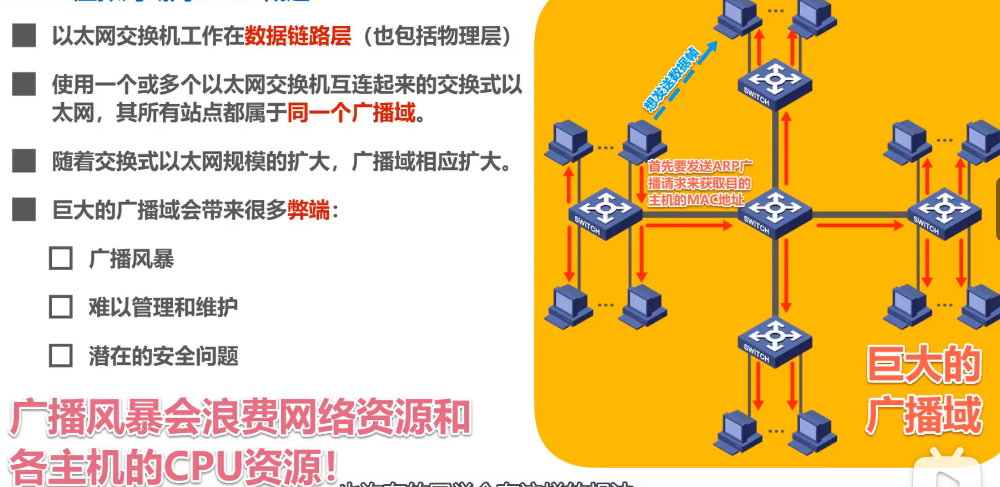 以太网交换机工作在数据链路层（也包括物理层）
使用一个或多个以太网交换机互连起来的交换式以
太网，其所有站点都属于同一个广播域。
随着交换式以太网规模的扩大，广播域相应扩大。
巨大的广播域会带来很多弊端：
广播风暴
难以管理和维护
潜在的安全问题
广播风暴会浪费网络资源和
各主机的CPU资源！
想发送数据帧
首先要发送ARP广
播请求来获取目的
主机的MAC地址
SWITCH
SWITCH
SWITCH
SWITCH
SWITCH
巨大的
广播域